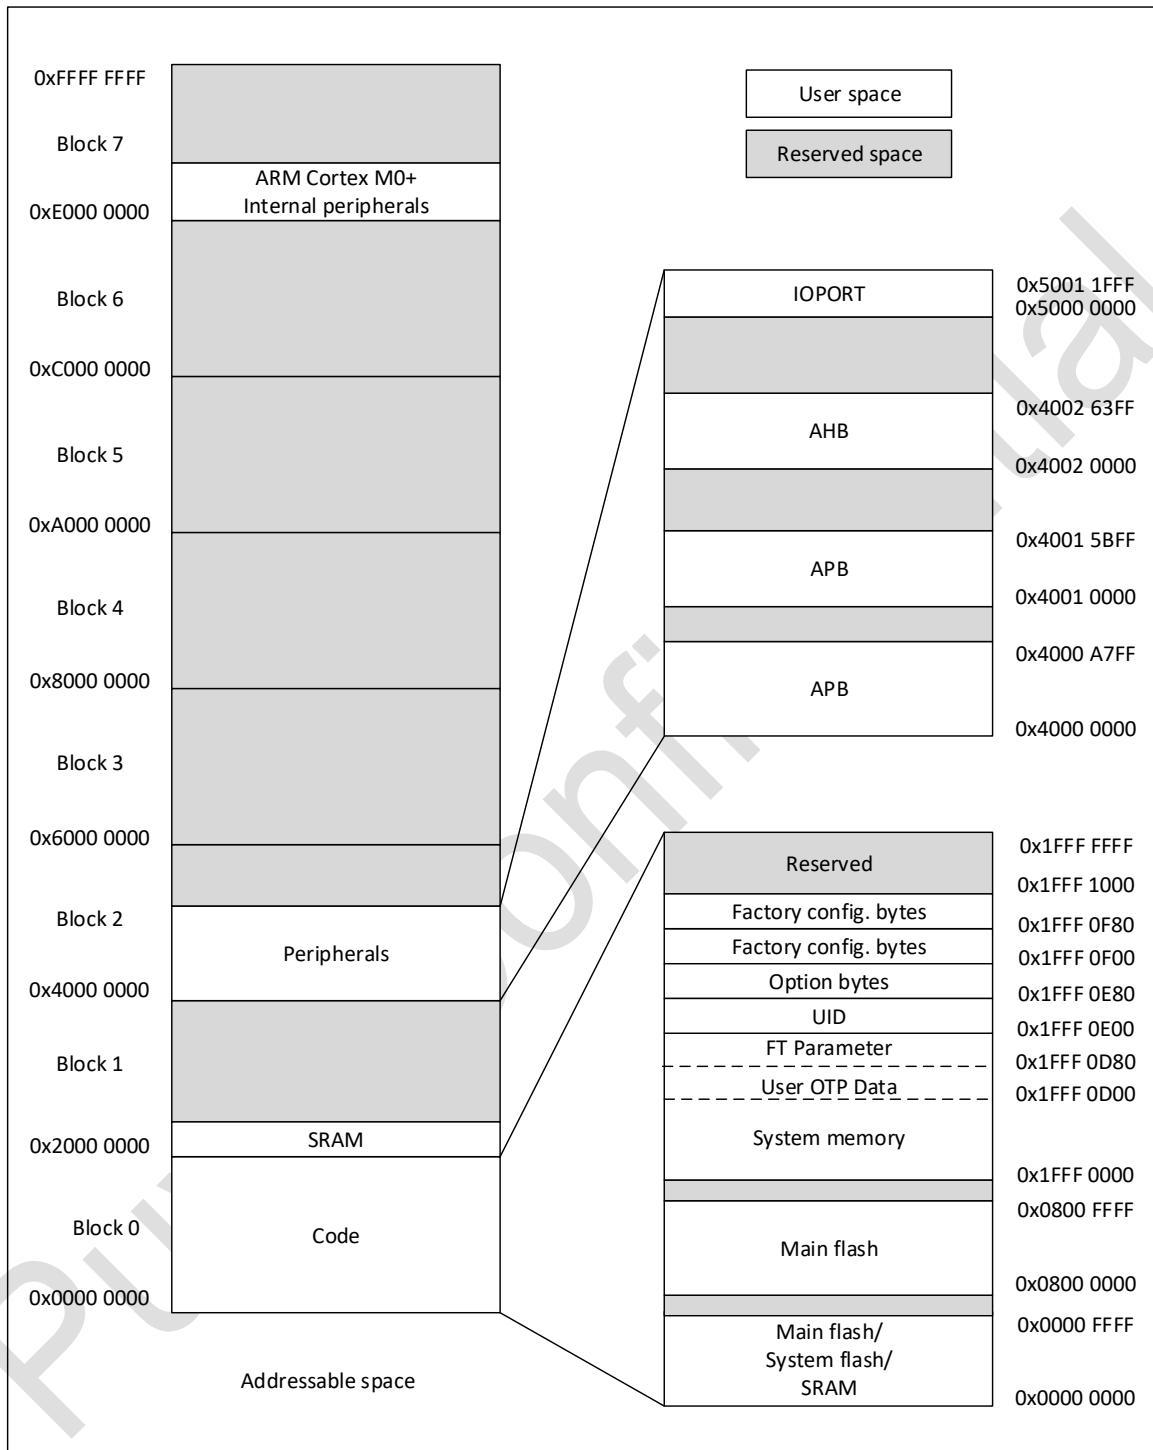 0xFFFF FFFF
Block 7
ARM Cortex M0+
Internal peripherals
0xE000 0000
Block 6
0xC000 0000
Block 5
0xA000 0000
Block 4
0x8000 0000
Block 3
0x6000 0000
Block 2
Peripherals
0x4000 0000
Block 1
SRAM
0x2000 0000
Block 0
Code
0x0000 0000
Addressable space
User space
Reserved space
IOPORT
0x5001 1FFF
0x5000 0000
0x4002 63FF
AHB
0x4002 0000
0x4001 5BFF
APB
0x4001 0000
0x4000 A7FF
APB
0x4000 0000
Reserved
0x1FFF FFFF
0x1FFF 1000
Factory config. bytes
0x1FFF 0F80
Factory config. bytes
0x1FFF 0F00
Option bytes
0x1FFF 0E80
UID
0x1FFF 0E00
FT Parameter
0x1FFF 0D80
User OTP Data
0x1FFF 0D00
System memory
0x1FFF 0000
0x0800 FFFF
Main flash
0x0800 0000
0x0000 FFFF
Main flash/
System flash/
SRAM
0x0000 0000